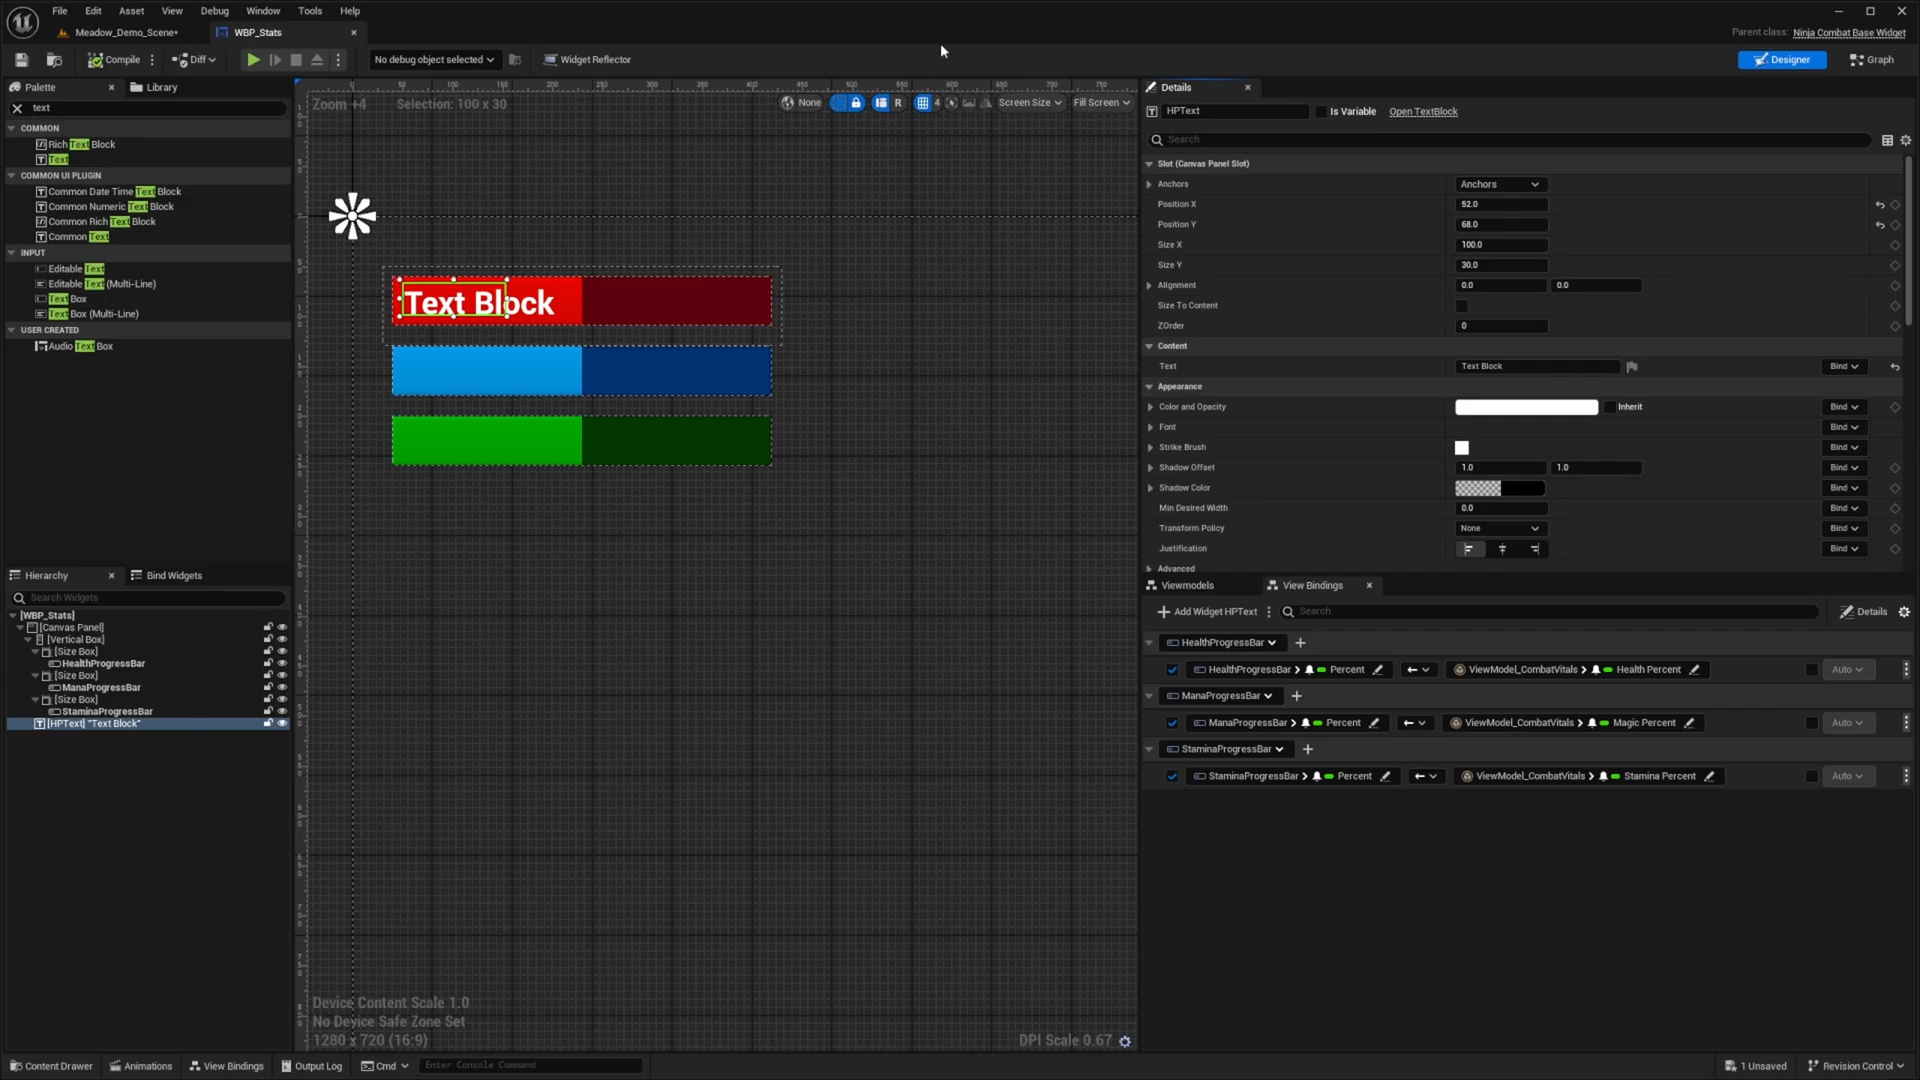 File Edit Asset View Debug Window Tools Help
Meadow_Demo_Scene* WBP_Stats
Parent class: Ninja Combat Base Widget
Compile Diff No debug object selected Widget Reflector Designer Graph
Palette Library
text
COMMON
Rich Text Block
Text
COMMON UI PLUGIN
Common Date Time Text Block
Common Numeric Text Block
Common Rich Text Block
Common Text
INPUT
Editable Text
Editable Text (Multi-Line)
Text Box
Text Box (Multi-Line)
USER CREATED
Audio Text Box
Hierarchy Bind Widgets
Search Widgets
[WBP_Stats]
[Canvas Panel]
[Vertical Box]
[Size Box]
HealthProgressBar
[Size Box]
ManaProgressBar
[Size Box]
StaminaProgressBar
[HPText] "Text Block"
Zoom +4 Selection: 100 x 30 None R 4 Screen Size Fill Screen
Text Block
Device Content Scale 1.0
No Device Safe Zone Set
1280 x 720 (16:9) DPI Scale 0.67
Details
HPText Is Variable Open TextBlock
Search
Slot (Canvas Panel Slot)
Anchors Anchors
Position X 52.0
Position Y 68.0
Size X 100.0
Size Y 30.0
Alignment 0.0 0.0
Size To Content
ZOrder 0
Content
Text Text Block Bind
Appearance
Color and Opacity Inherit Bind
Font Bind
Strike Brush Bind
Shadow Offset 1.0 1.0 Bind
Shadow Color Bind
Min Desired Width 0.0 Bind
Transform Policy None Bind
Justification Bind
Advanced
Viewmodels View Bindings
Add Widget HPText Search Details
HealthProgressBar
HealthProgressBar Percent ViewModel_CombatVitals Health Percent Auto
ManaProgressBar
ManaProgressBar Percent ViewModel_CombatVitals Magic Percent Auto
StaminaProgressBar
StaminaProgressBar Percent ViewModel_CombatVitals Stamina Percent Auto
Content Drawer Animations View Bindings Output Log Cmd Enter Console Command 1 Unsaved Revision Control